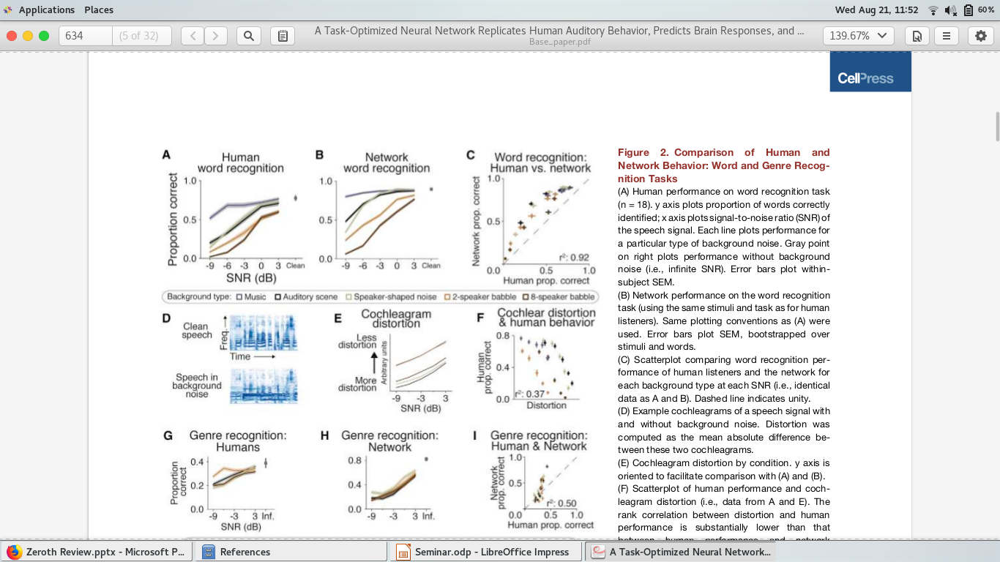 Applications Places
Wed Aug 21, 11:52
60%
634 (5 of 32)
A Task-Optimized Neural Network Replicates Human Auditory Behavior, Predicts Brain Responses, and ...
Base_paper.pdf
139.67%
CellPress
A
Human
word recognition
Proportion correct
1.0
0.5
0.0
-9 -6 -3 0 3 Clean
SNR (dB)
B
Network
word recognition
1.0
0.5
0.0
-9 -6 -3 0 3 Clean
C
Word recognition:
Human vs. network
Network prop. correct
1.0
0.5
r²: 0.92
0.0 0.5 1.0
Human prop. correct
Background type: Music Auditory scene Speaker-shaped noise 2-speaker babble 8-speaker babble
D
Clean
speech
Freq.
Time
Speech in
background
noise
E
Cochleagram
distortion
Less
distortion
More
distortion
Arbitrary units
-9 -3 3
SNR (dB)
F
Cochlear distortion
& human behavior
Human
prop. correct
0.8
0.4
0.0
r²: 0.37
Distortion
G
Genre recognition:
Humans
Proportion
correct
0.4
0.2
0.0
-9 -3 3 Inf.
SNR (dB)
H
Genre recognition:
Network
0.8
0.4
0.0
-9 -3 3 Inf.
I
Genre recognition:
Human & Network
Network
prop. correct
1.0
0.5
r²: 0.50
0.0 0.5 1.0
Human prop. correct
Figure 2. Comparison of Human and
Network Behavior: Word and Genre Recog-
nition Tasks
(A) Human performance on word recognition task
(n = 18). y axis plots proportion of words correctly
identified; x axis plots signal-to-noise ratio (SNR) of
the speech signal. Each line plots performance for
a particular type of background noise. Gray point
on right plots performance without background
noise (i.e., infinite SNR). Error bars plot within-
subject SEM.
(B) Network performance on the word recognition
task (using the same stimuli and task as for human
listeners). Same plotting conventions as (A) were
used. Error bars plot SEM, bootstrapped over
stimuli and words.
(C) Scatterplot comparing word recognition per-
formance of human listeners and the network for
each background type at each SNR (i.e., identical
data as A and B). Dashed line indicates unity.
(D) Example cochleagrams of a speech signal with
and without background noise. Distortion was
computed as the mean absolute difference be-
tween these two cochleagrams.
(E) Cochleagram distortion by condition. y axis is
oriented to facilitate comparison with (A) and (B).
(F) Scatterplot of human performance and coch-
leagram distortion (i.e., data from A and E). The
rank correlation between distortion and human
performance is substantially lower than that
between human performance and network
Zeroth Review.pptx - Microsoft P...
References
Seminar.odp - LibreOffice Impress
A Task-Optimized Neural Network...